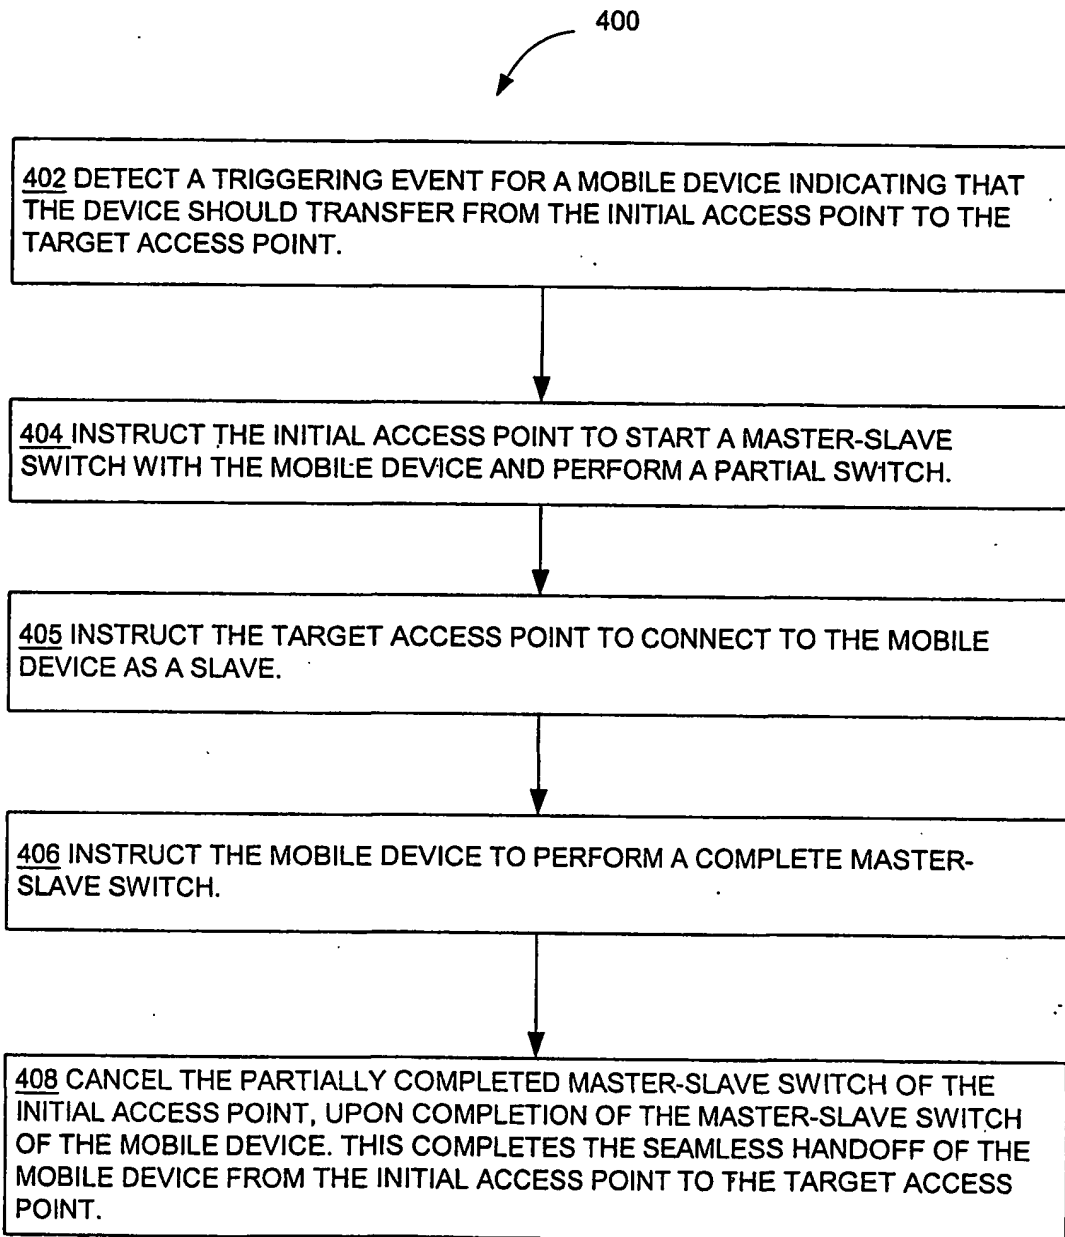 400
402 DETECT A TRIGGERING EVENT FOR A MOBILE DEVICE INDICATING THAT
THE DEVICE SHOULD TRANSFER FROM THE INITIAL ACCESS POINT TO THE
TARGET ACCESS POINT.
404 INSTRUCT THE INITIAL ACCESS POINT TO START A MASTER-SLAVE
SWITCH WITH THE MOBILE DEVICE AND PERFORM A PARTIAL SWITCH.
405 INSTRUCT THE TARGET ACCESS POINT TO CONNECT TO THE MOBILE
DEVICE AS A SLAVE.
406 INSTRUCT THE MOBILE DEVICE TO PERFORM A COMPLETE MASTER-
SLAVE SWITCH.
408 CANCEL THE PARTIALLY COMPLETED MASTER-SLAVE SWITCH OF THE
INITIAL ACCESS POINT, UPON COMPLETION OF THE MASTER-SLAVE SWITCH
OF THE MOBILE DEVICE. THIS COMPLETES THE SEAMLESS HANDOFF OF THE
MOBILE DEVICE FROM THE INITIAL ACCESS POINT TO THE TARGET ACCESS
POINT.